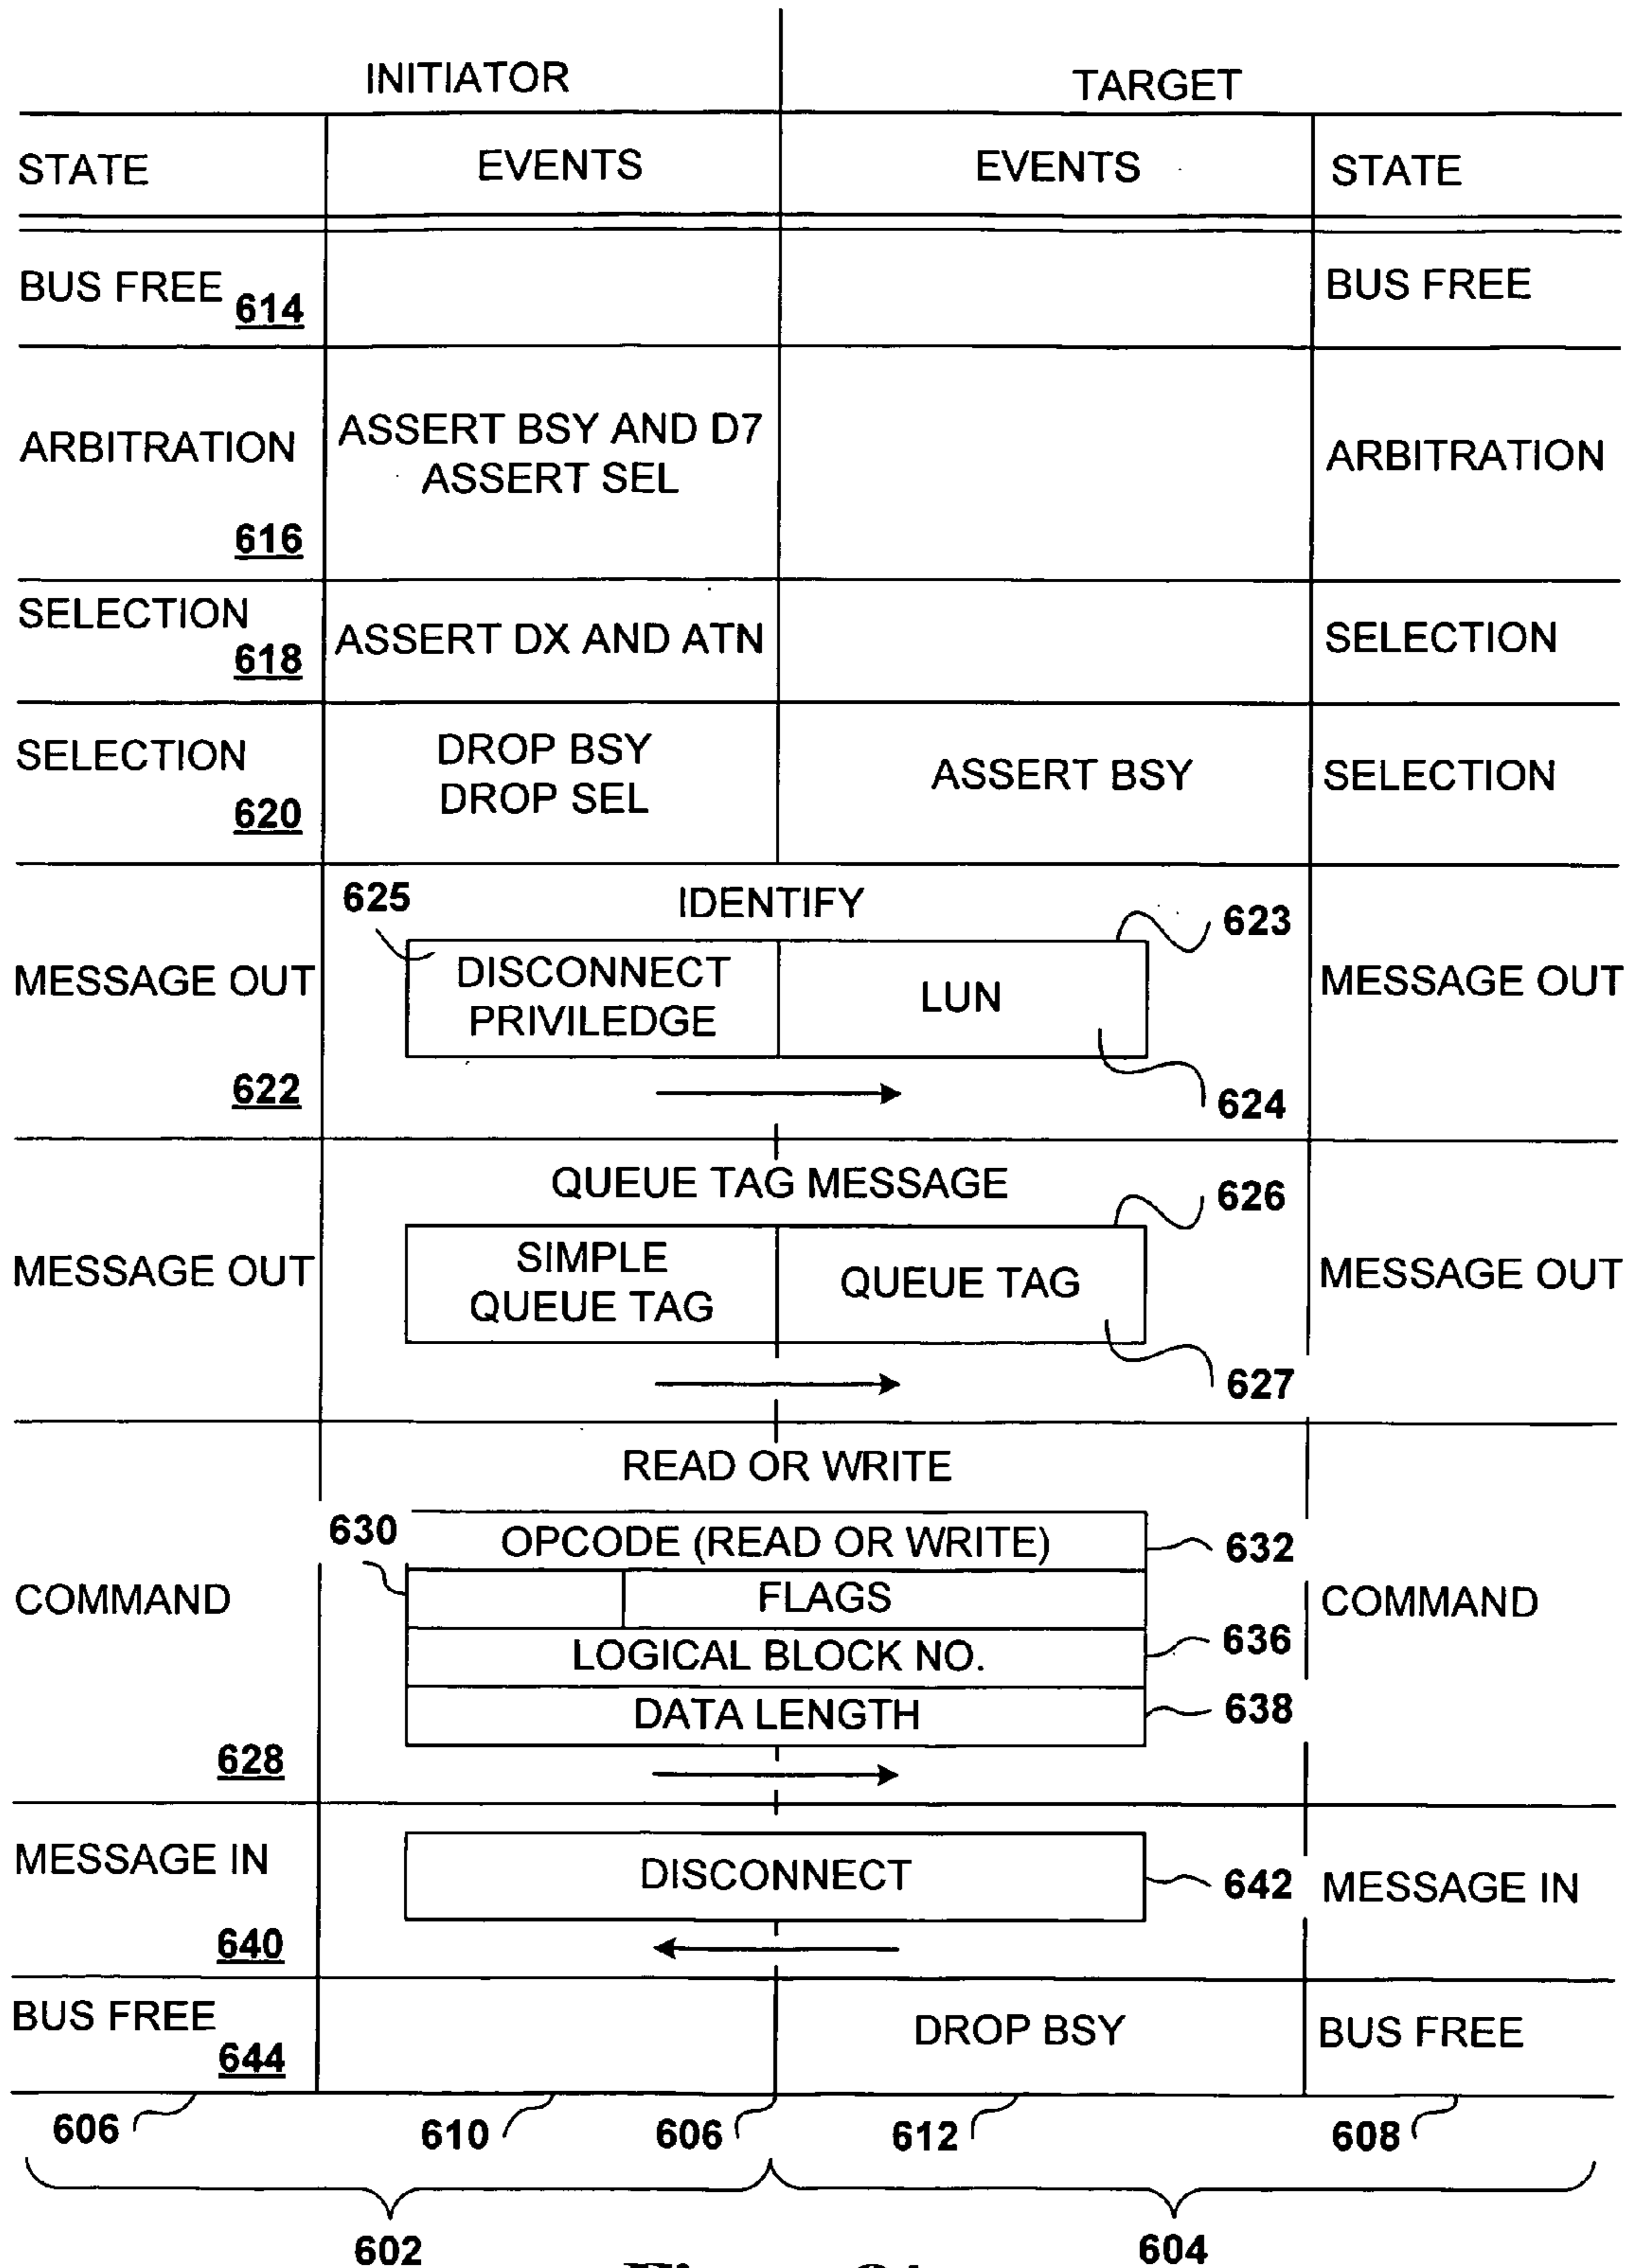 INITIATOR TARGET
STATE EVENTS EVENTS STATE
BUS FREE 614 BUS FREE
ARBITRATION ASSERT BSY AND D7 ARBITRATION
ASSERT SEL
616
SELECTION ASSERT DX AND ATN SELECTION
618
SELECTION DROP BSY ASSERT BSY SELECTION
DROP SEL
620
625 IDENTIFY 623
MESSAGE OUT DISCONNECT LUN MESSAGE OUT
PRIVILEDGE
622 624
QUEUE TAG MESSAGE 626
MESSAGE OUT SIMPLE QUEUE TAG MESSAGE OUT
QUEUE TAG
627
READ OR WRITE
630 OPCODE (READ OR WRITE) 632
COMMAND FLAGS COMMAND
LOGICAL BLOCK NO. 636
DATA LENGTH 638
628
MESSAGE IN DISCONNECT 642 MESSAGE IN
640
BUS FREE DROP BSY BUS FREE
644
606 610 606 612 608
602 604